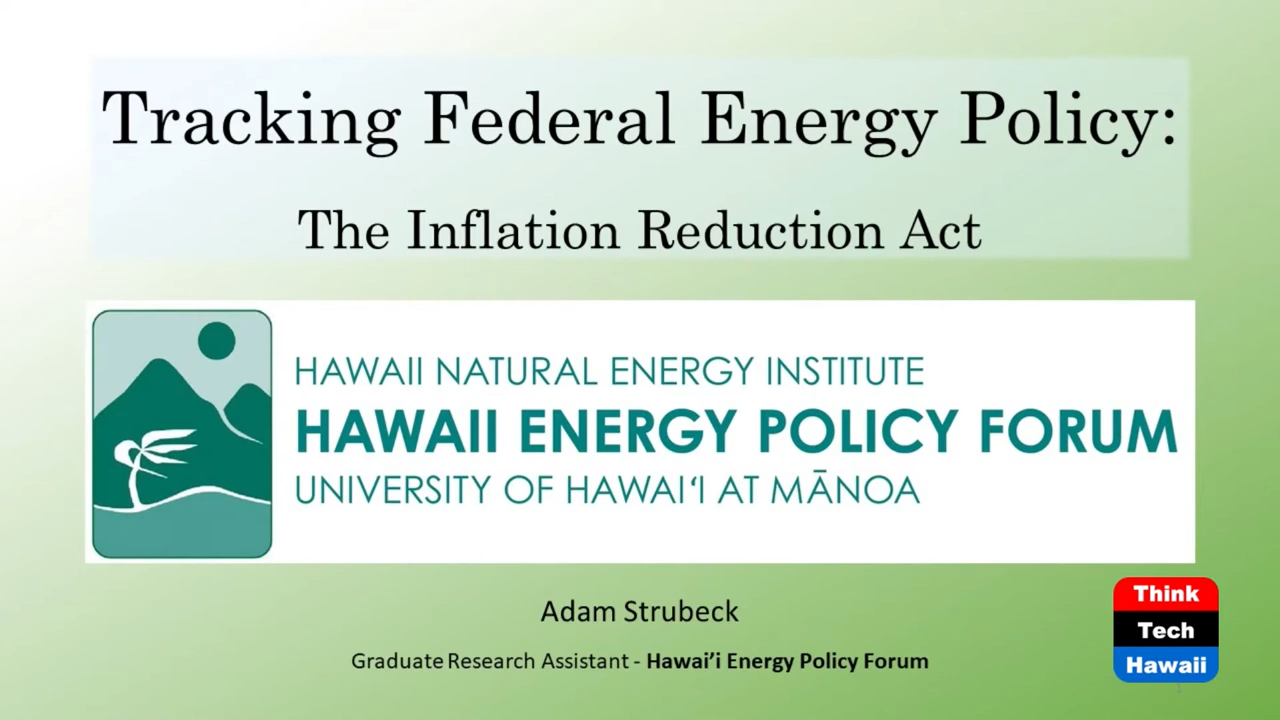 Tracking Federal Energy Policy:
The Inflation Reduction Act
HAWAII NATURAL ENERGY INSTITUTE
HAWAII ENERGY POLICY FORUM
UNIVERSITY OF HAWAIʻI AT MĀNOA
Adam Strubeck
Graduate Research Assistant - Hawai’i Energy Policy Forum
Think
Tech
Hawaii
1